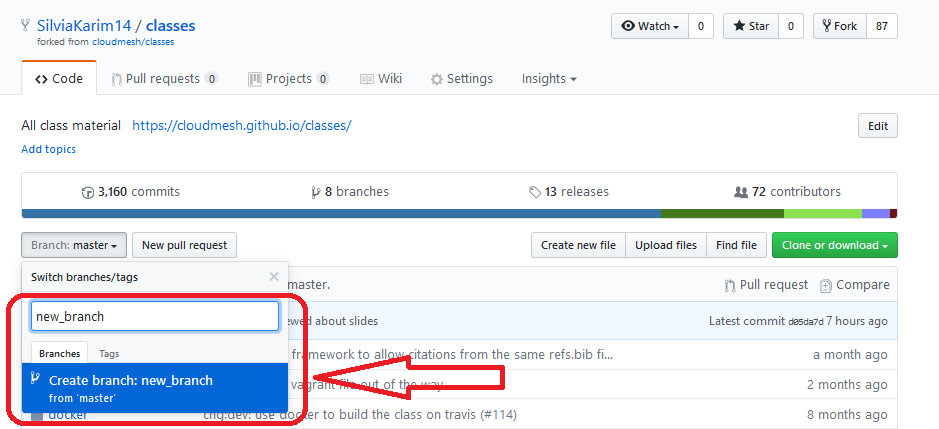 SilviaKarim14 / classes
forked from cloudmesh/classes
Watch 0 Star 0 Fork 87
Code Pull requests 0 Projects 0 Wiki Settings Insights
All class material https://cloudmesh.github.io/classes/ Edit
Add topics
3,160 commits 8 branches 13 releases 72 contributors
Branch: master New pull request Create new file Upload files Find file Clone or download
Switch branches/tags
master. Pull request Compare
new_branch
ewed about slides Latest commit d05da7d 7 hours ago
Branches Tags
framework to allow citations from the same refs.bib fi... a month ago
Create branch: new_branch
from 'master'
vagrant file out of the way 2 months ago
docker chg:dev: use docker to build the class on travis (#114) 8 months ago